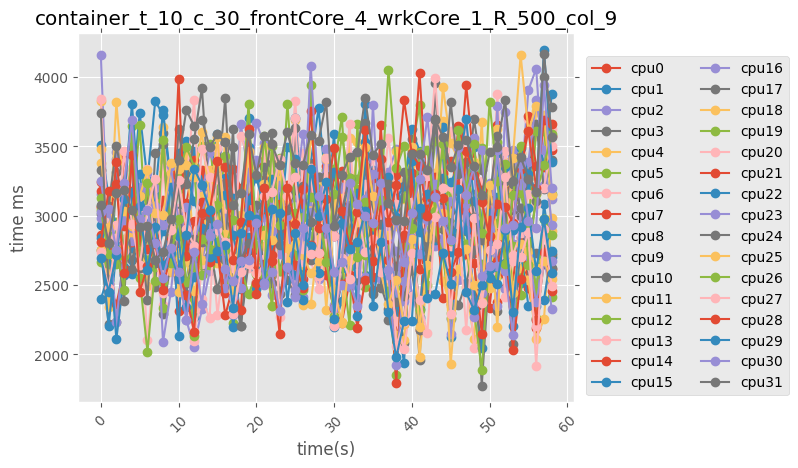 container_t_10_c_30_frontCore_4_wrkCore_1_R_500_col_9
time ms
4000
3500
3000
2500
2000
0
10
20
30
40
50
60
time(s)
cpu0
cpu1
cpu2
cpu3
cpu4
cpu5
cpu6
cpu7
cpu8
cpu9
cpu10
cpu11
cpu12
cpu13
cpu14
cpu15
cpu16
cpu17
cpu18
cpu19
cpu20
cpu21
cpu22
cpu23
cpu24
cpu25
cpu26
cpu27
cpu28
cpu29
cpu30
cpu31